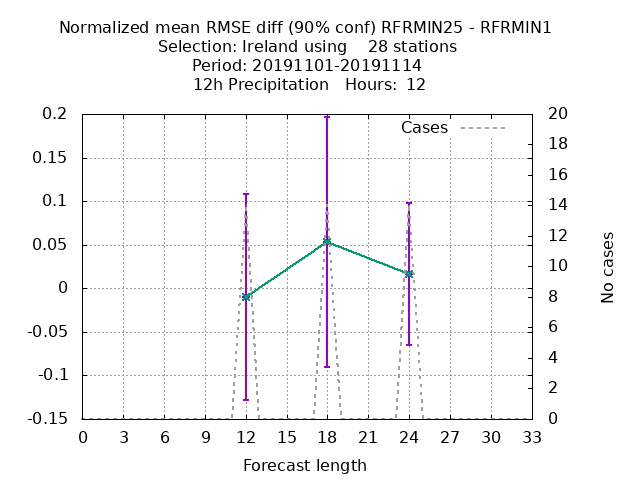 Normalized mean RMSE diff (90% conf) RFRMIN25 - RFRMIN1
Selection: Ireland using    28 stations
Period: 20191101-20191114
12h Precipitation   Hours:  12
Cases
0.2
0.15
0.1
0.05
0
-0.05
-0.1
-0.15
20
18
16
14
12
10
8
6
4
2
0
No cases
0 3 6 9 12 15 18 21 24 27 30 33
Forecast length